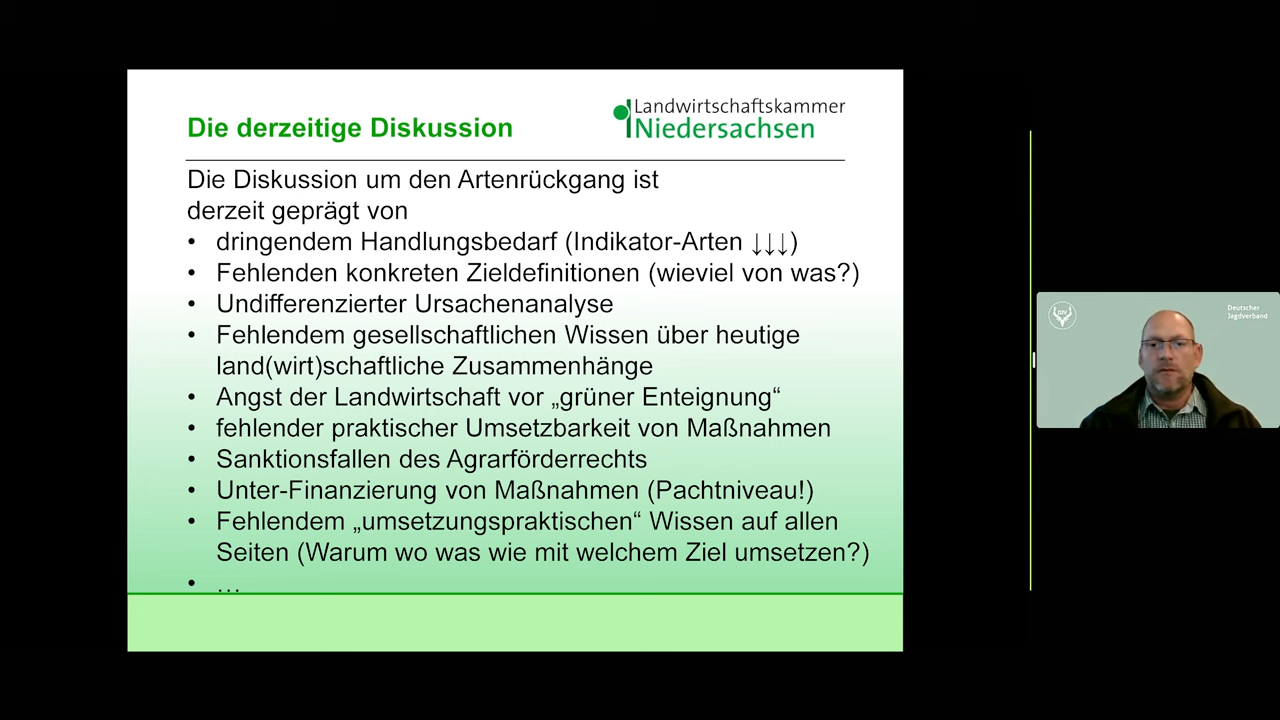 Die derzeitige Diskussion
Landwirtschaftskammer
Niedersachsen
Die Diskussion um den Artenrückgang ist
derzeit geprägt von
• dringendem Handlungsbedarf (Indikator-Arten ↓↓↓)
• Fehlenden konkreten Zieldefinitionen (wieviel von was?)
• Undifferenzierter Ursachenanalyse
• Fehlendem gesellschaftlichen Wissen über heutige
land(wirt)schaftliche Zusammenhänge
• Angst der Landwirtschaft vor „grüner Enteignung“
• fehlender praktischer Umsetzbarkeit von Maßnahmen
• Sanktionsfallen des Agrarförderrechts
• Unter-Finanzierung von Maßnahmen (Pachtniveau!)
• Fehlendem „umsetzungspraktischen“ Wissen auf allen
Seiten (Warum wo was wie mit welchem Ziel umsetzen?)
• …
DJV
Deutscher
Jagdverband